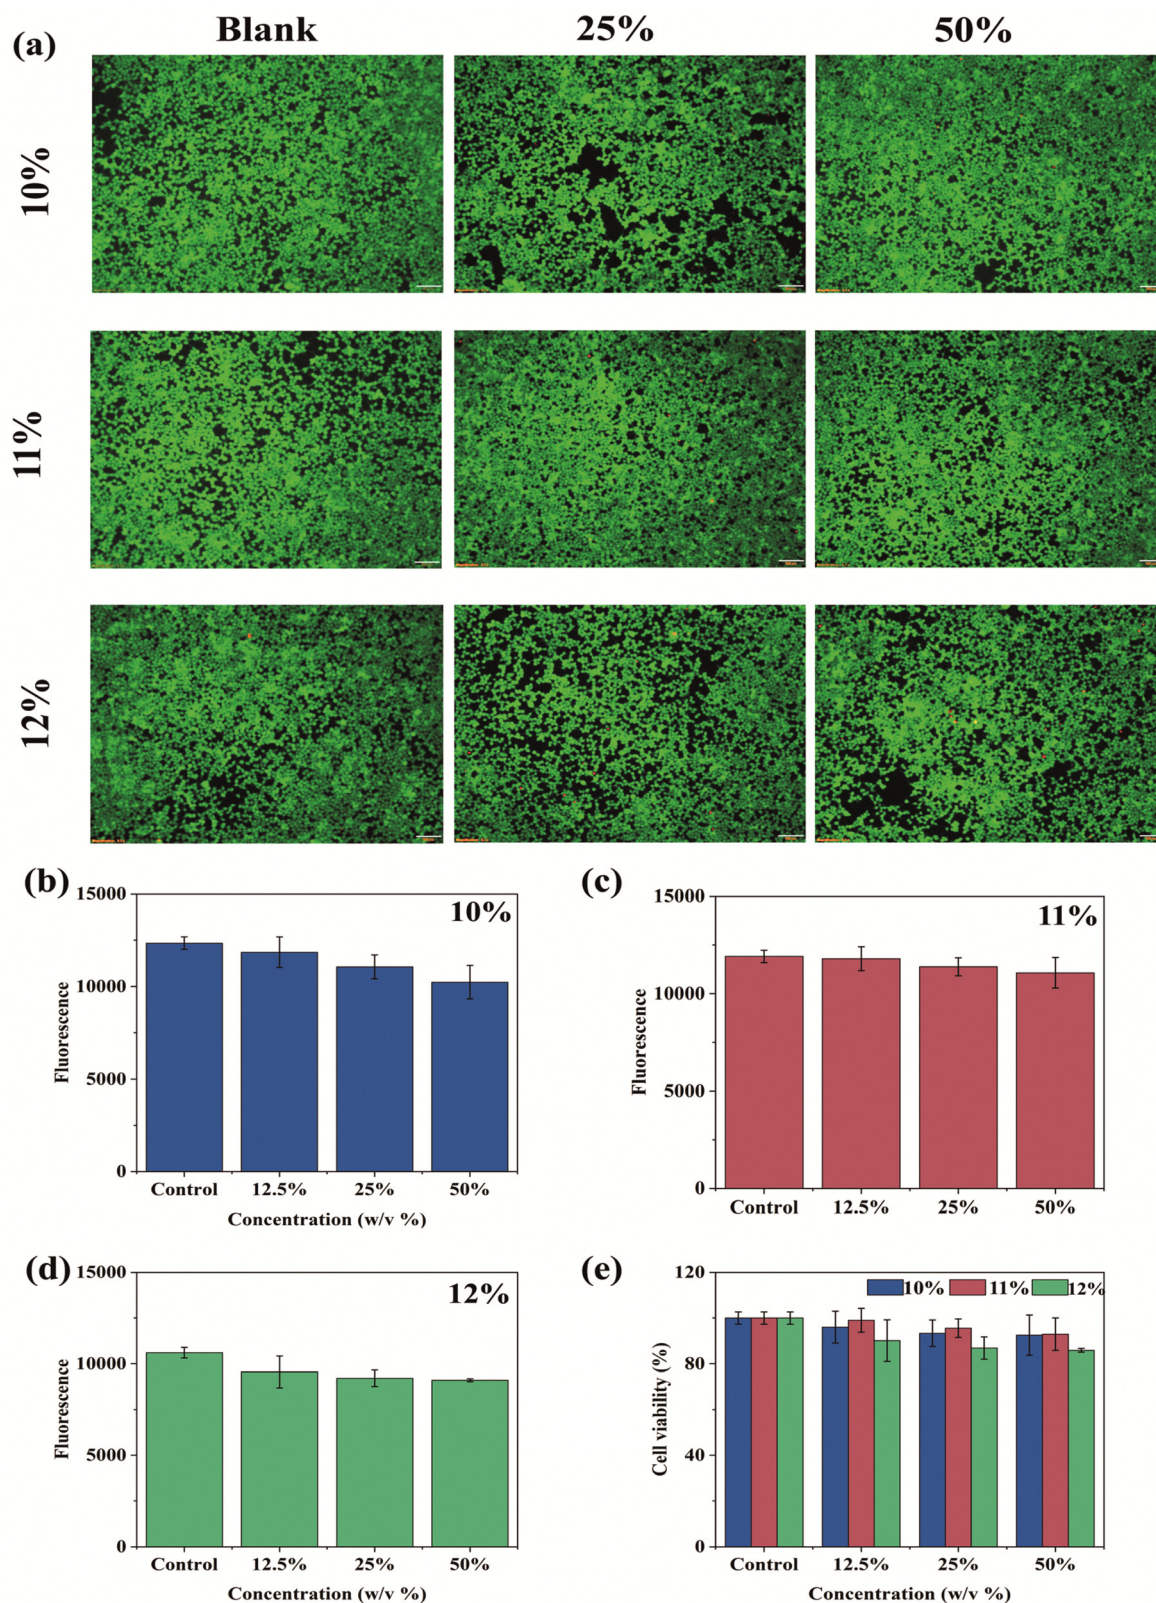 (a)
Blank 25% 50%
10%
11%
12%
(b)
15000
10000
5000
0
Fluorescence
10%
Control 12.5% 25% 50%
Concentration (w/v %)
(c)
15000
10000
5000
0
Fluorescence
11%
Control 12.5% 25% 50%
Concentration (w/v %)
(d)
15000
10000
5000
0
Fluorescence
12%
Control 12.5% 25% 50%
Concentration (w/v %)
(e)
120
80
40
0
Cell viability (%)
10% 11% 12%
Control 12.5% 25% 50%
Concentration (w/v %)